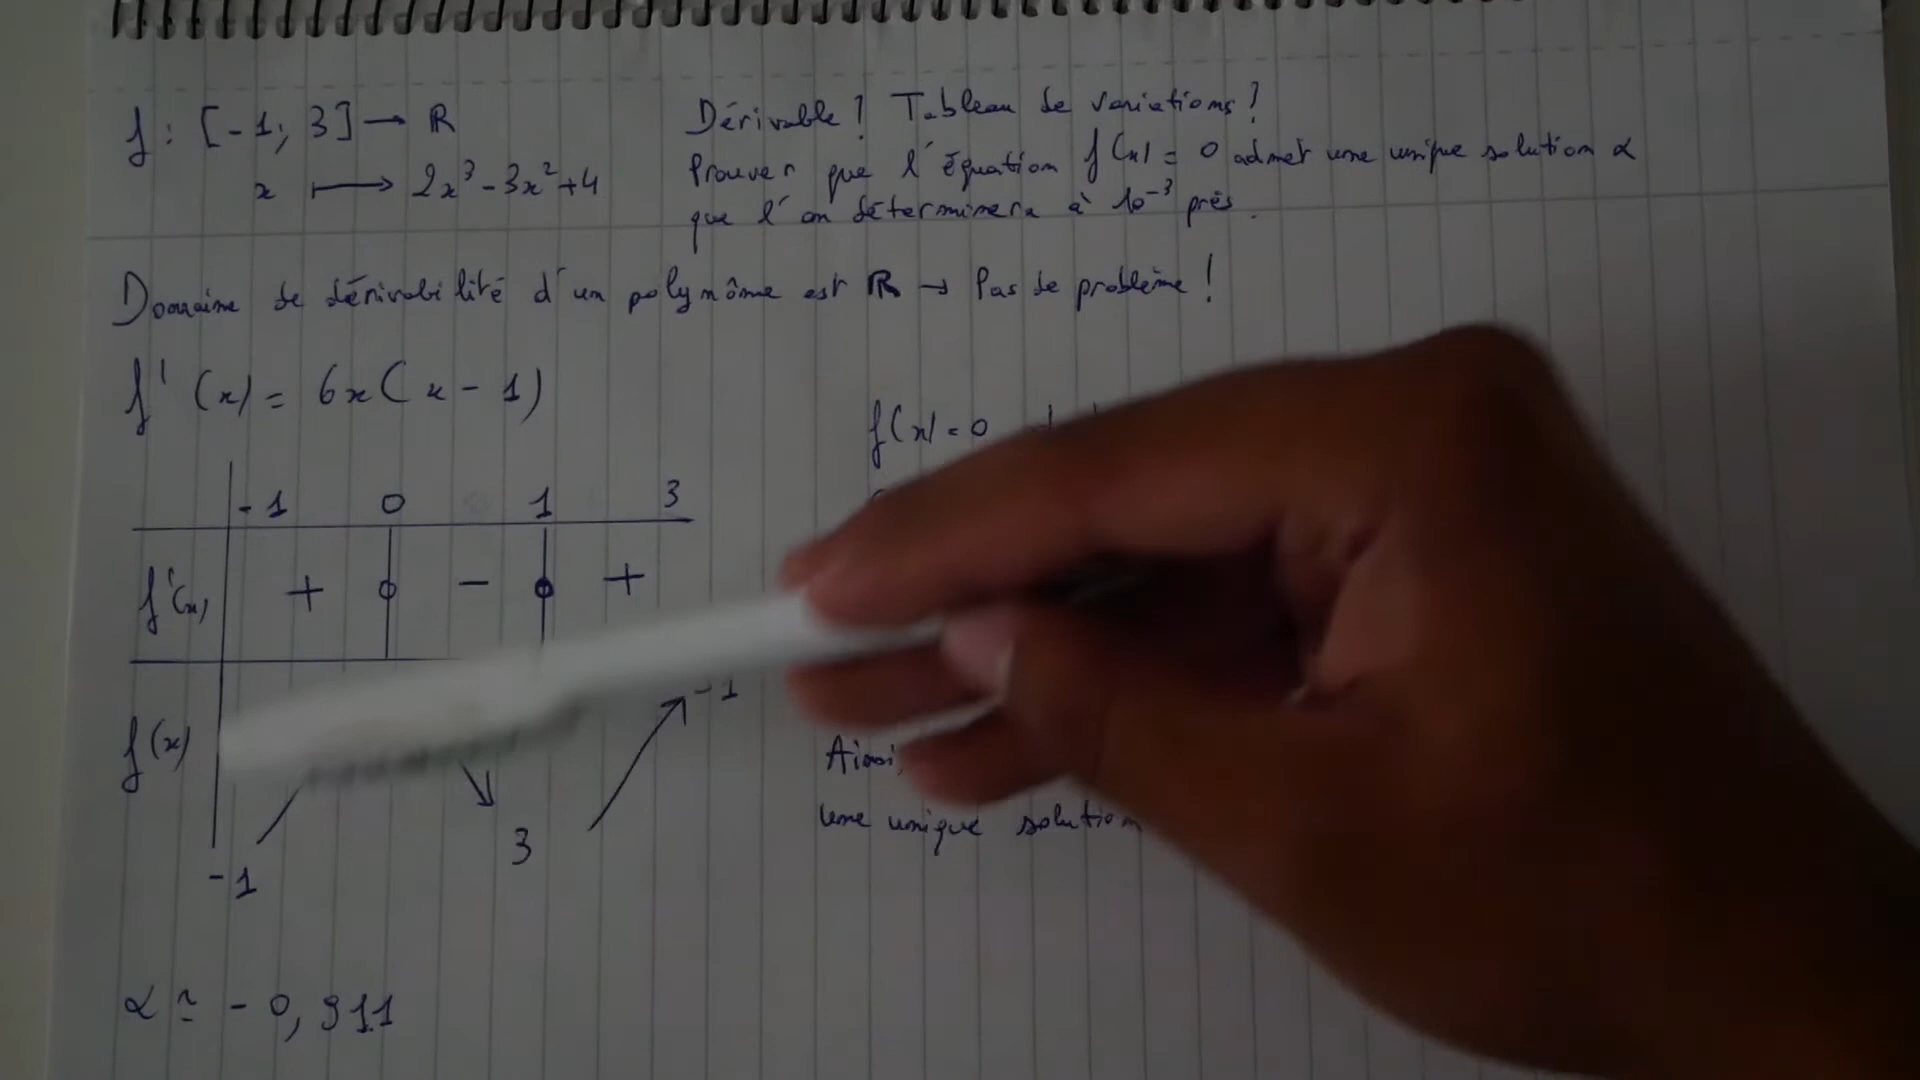 f : [-1; 3] → ℝ
x ⟼ 2x³-3x²+4
Dérivable? Tableau de variations?
Prouver que l'équation f(x) = 0 admet une unique solution α
que l'on déterminera à 10⁻³ près.
Domaine de dérivabilité d'un polynôme est ℝ → Pas de problème!
f'(x) = 6x(x-1)
f(x) = 0
-1 0 1 3
f'(x) + 0 - 0 +
-1
f(x)
3
-1
Ainsi,
une unique solution
α ≃ -0,911